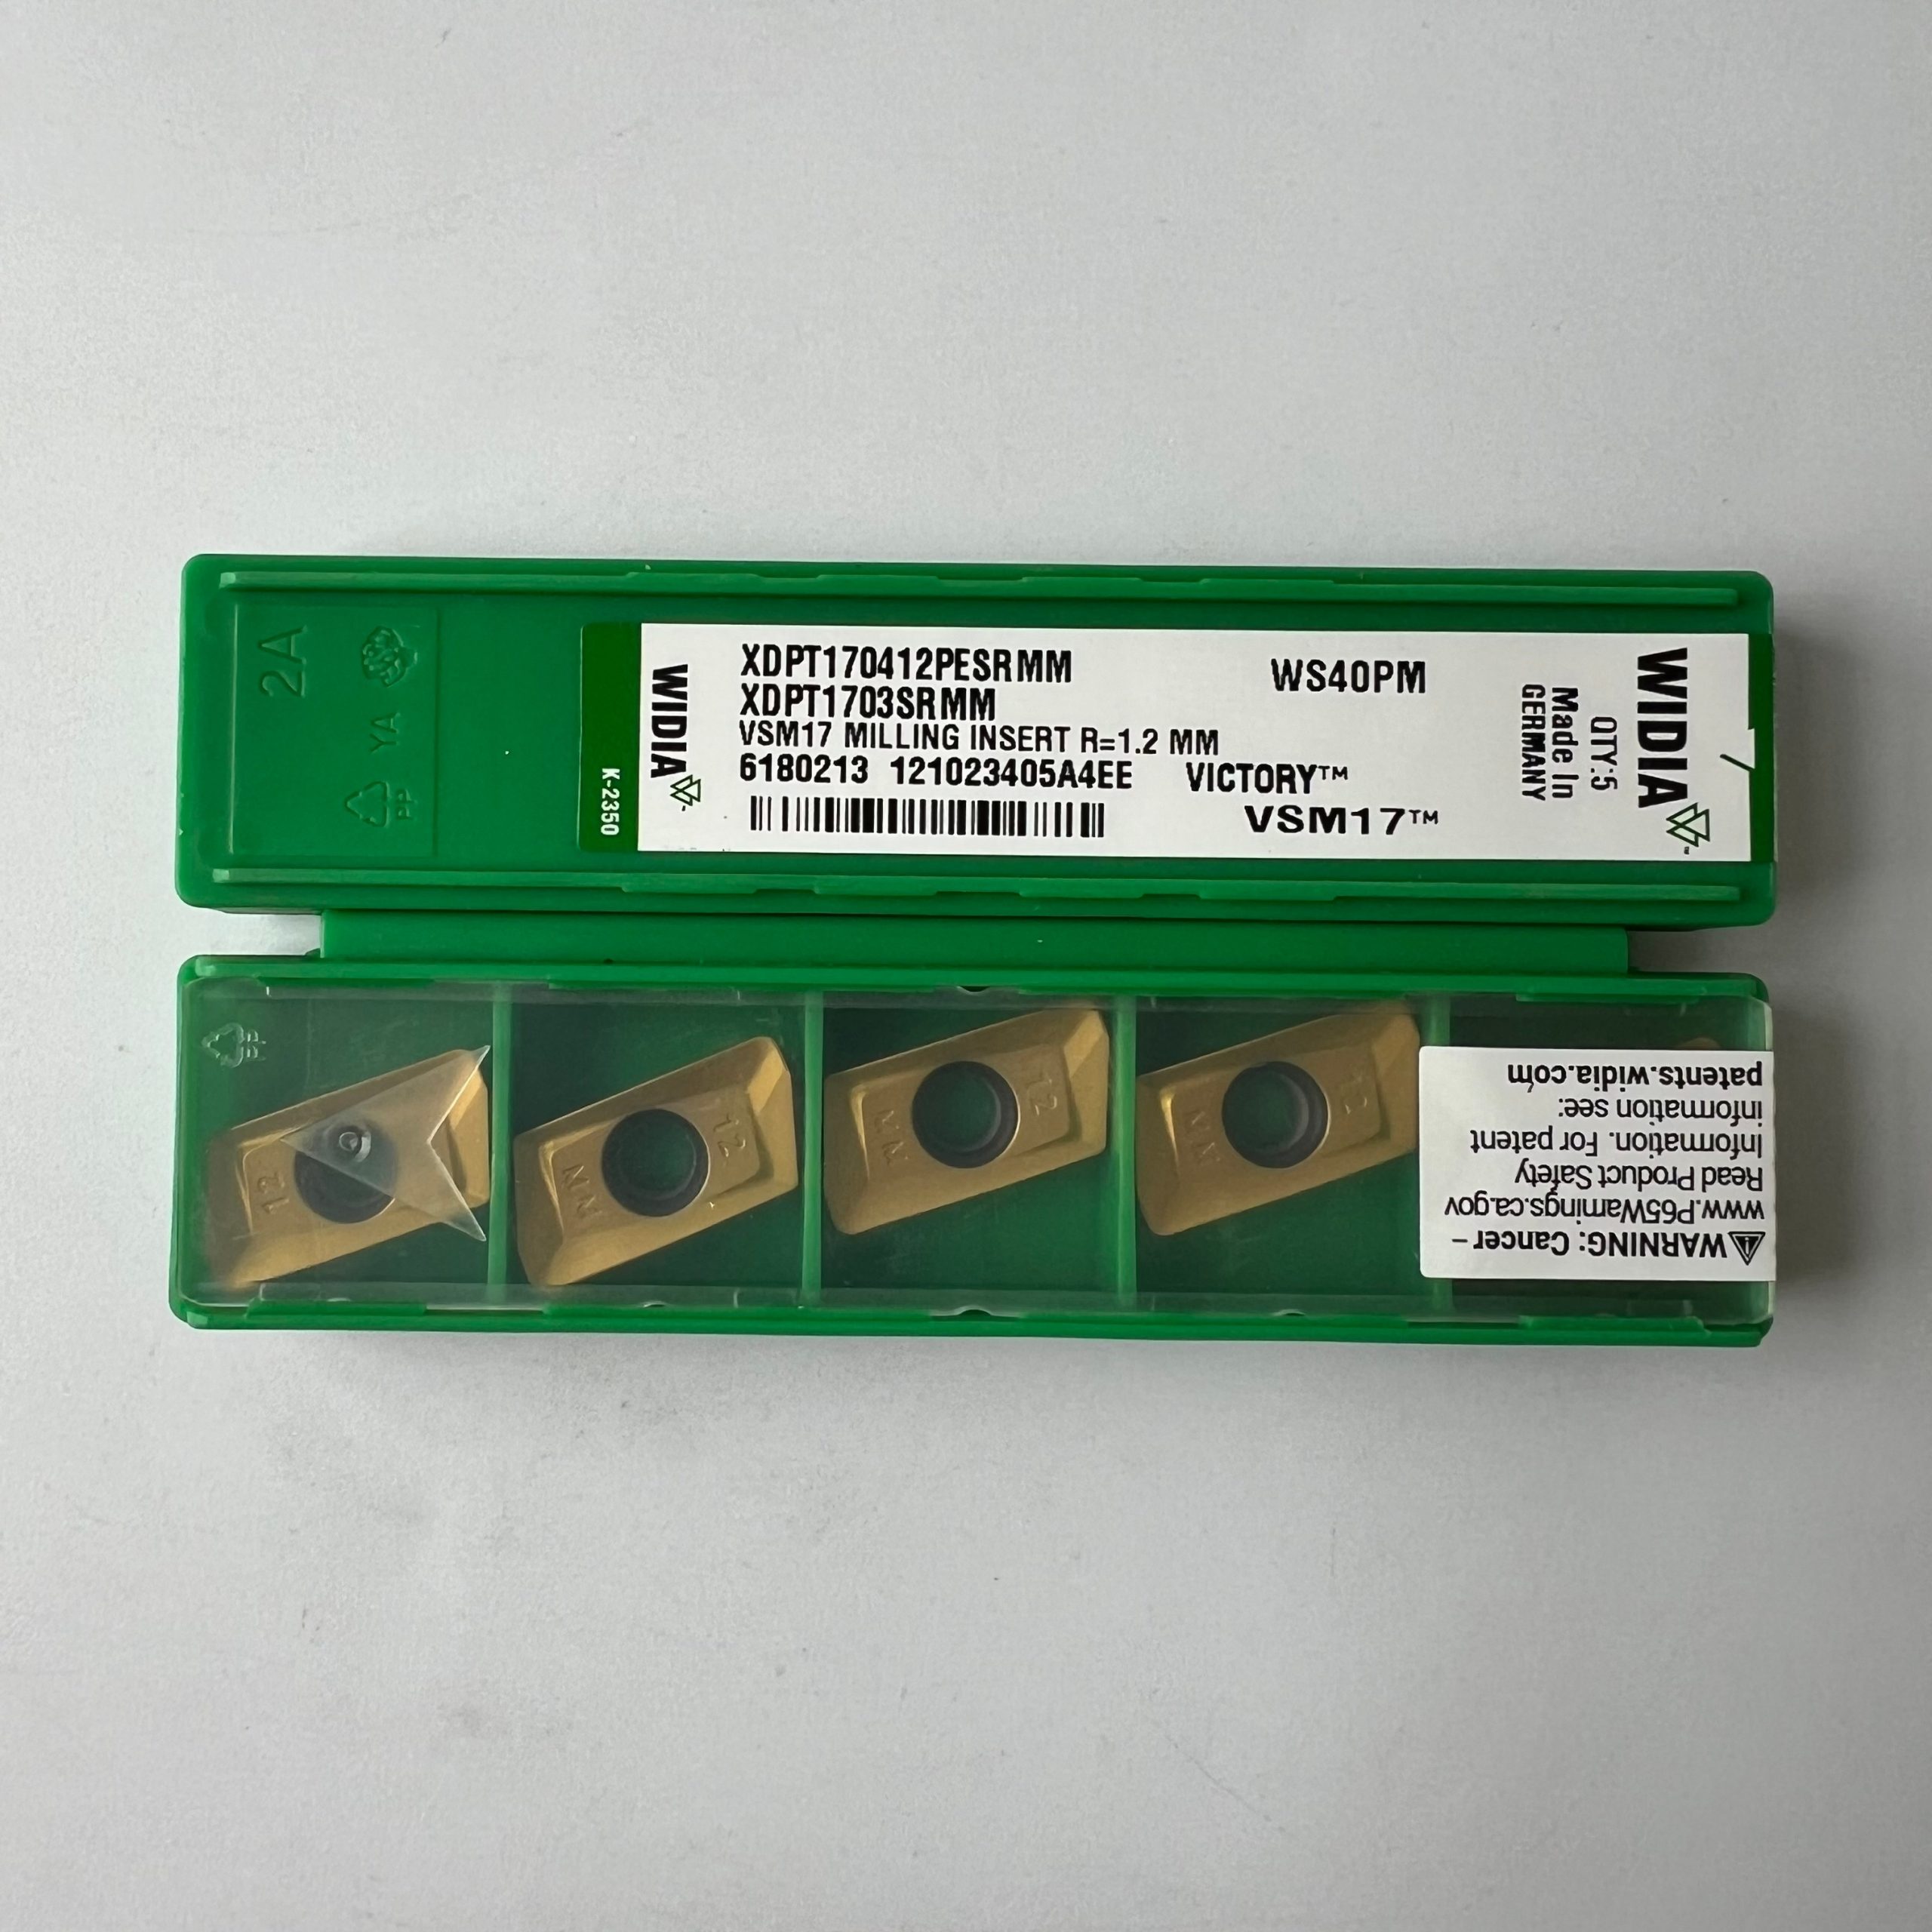 2A
YA
PP
K-2350
WIDIA
XDPT170412PESRMM
XDPT1703SRMM
VSM17 MILLING INSERT R=1.2 MM
6180213 121023405A4EE VICTORY™
VSM17™
WS40PM
WIDIA
QTY:5
Made In
GERMANY
PP
12
12
MM
12
MM
12
MM
⚠WARNING: Cancer –
www.P65Warnings.ca.gov
Read Product Safety
Information. For patent
information see:
patents.widia.com